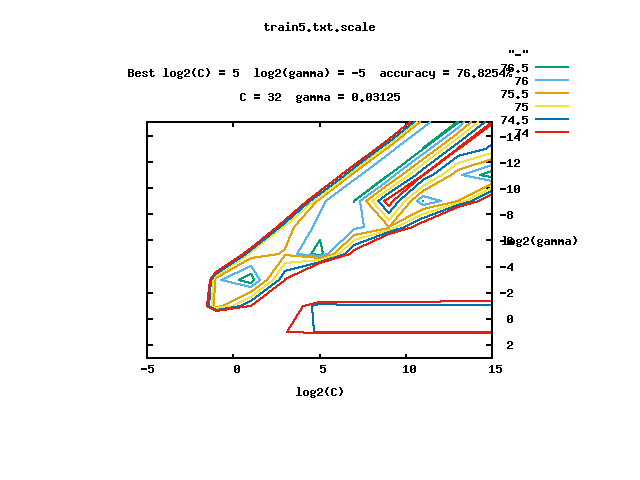 train5.txt.scale
"-"
Best log2(C) = 5  log2(gamma) = -5  accuracy = 76.8254%
76.5
76
C = 32  gamma = 0.03125
75.5
75
74.5
74
-14
-12
-10
-8
-6
log2(gamma)
-4
-2
0
2
-5 0 5 10 15
log2(C)